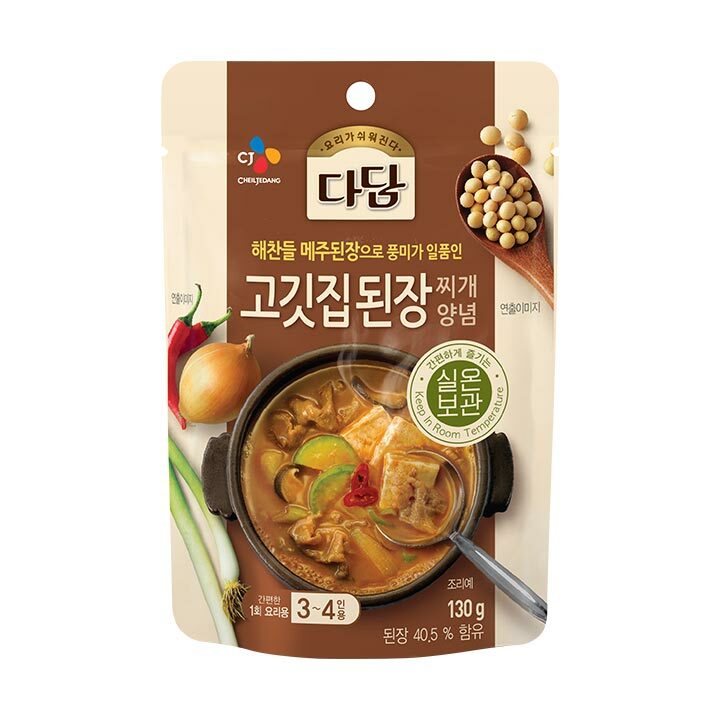 요리가 쉬워진다
CJ
CHEILJEDANG
다담
해찬들 메주된장으로 풍미가 일품인
고깃집된장
찌개
양념
연출이미지
연출이미지
간편하게 즐기는
실온
보관
Keep in Room Temperature
조리예
간편한
1회 요리용
3~4인용
130 g
된장 40.5 % 함유